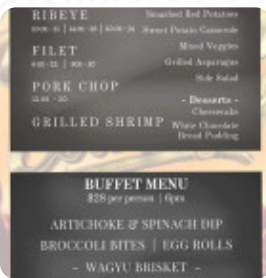 RIBEYE
FILET
PORK CHOP
GRILLED SHRIMP
Smashed Red Potatoes
Sweet Potato Casserole
Mixed Veggies
Grilled Asparagus
Side Salad
- Desserts -
Cheesecake
White Chocolate
Bread Pudding
BUFFET MENU
$28 per person | 6pm
ARTICHOKE & SPINACH DIP
BROCCOLI BITES | EGG ROLLS
- WAGYU BRISKET -